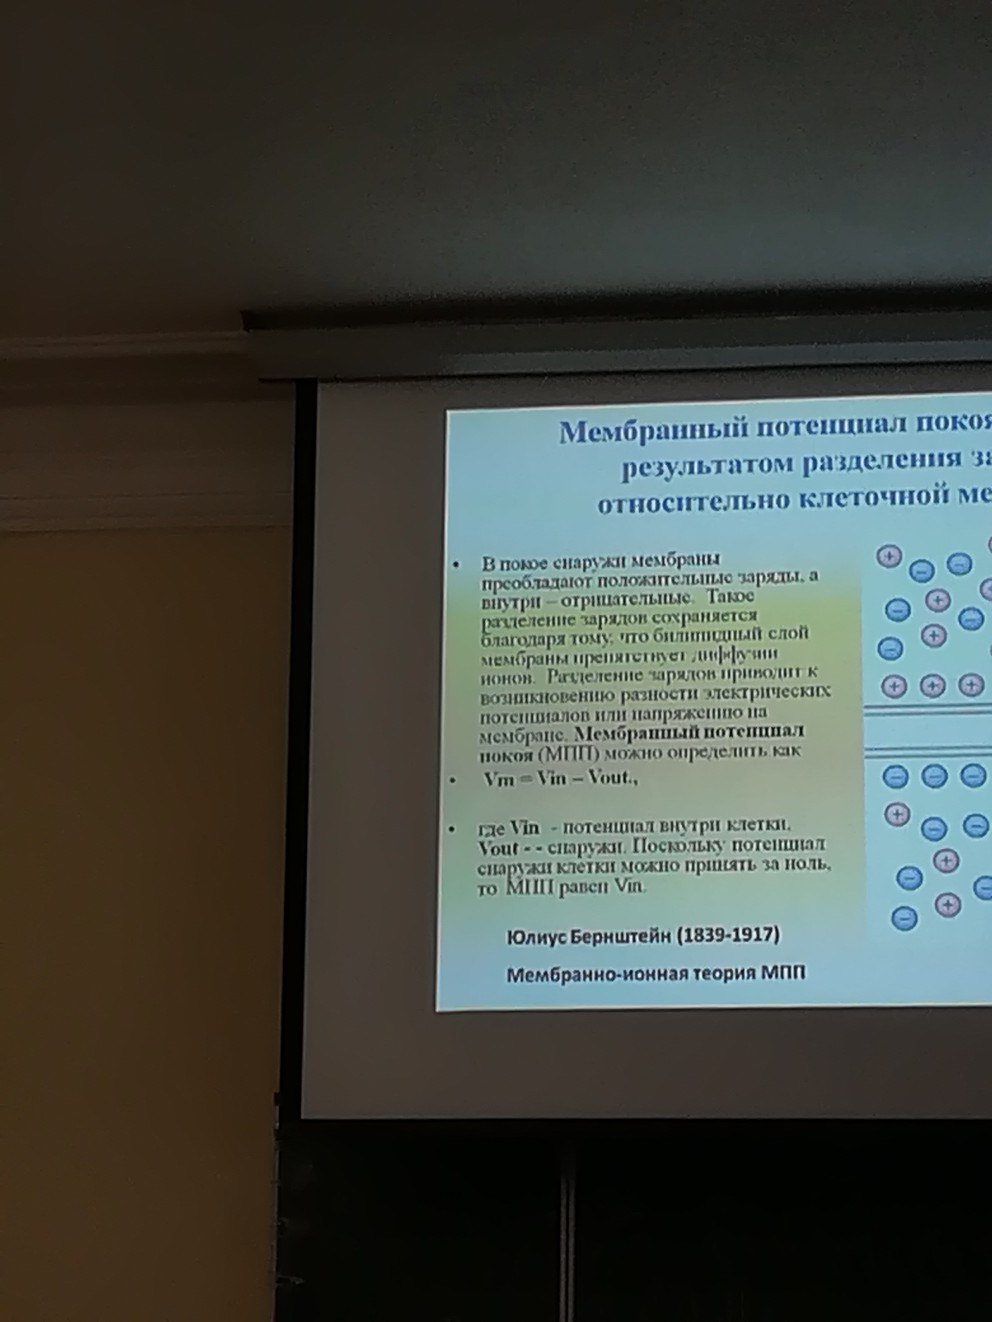 Мембранный потенциал покоя
результатом разделения за
относительно клеточной ме
• В покое снаружи мембраны
преобладают положительные заряды, а
внутри – отрицательные. Такое
разделение зарядов сохраняется
благодаря тому, что билипидный слой
мембраны препятствует диффузии
ионов. Разделение зарядов приводит к
возникновению разности электрических
потенциалов или напряжению на
мембране. Мембранный потенциал
покоя (МПП) можно определить как
• Vm = Vin – Vout.,
• где Vin - потенциал внутри клетки,
Vout - - снаружи. Поскольку потенциал
снаружи клетки можно принять за ноль,
то МПП равен Vin.
Юлиус Бернштейн (1839-1917)
Мембранно-ионная теория МПП